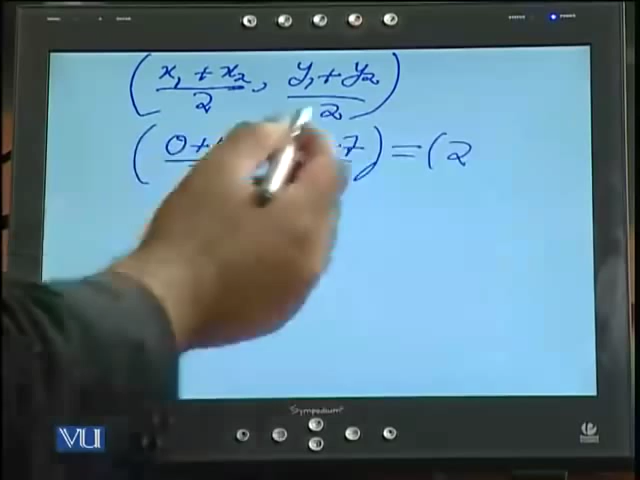 (x₁ + x₂ / 2, y₁ + y₂ / 2)
(0 + 7) = (2
Sympodium
VU